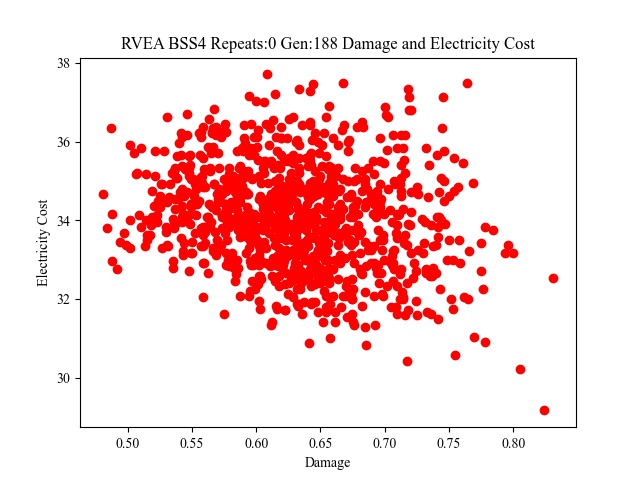 RVEA BSS4 Repeats:0 Gen:188 Damage and Electricity Cost
38
36
34
32
30
Electricity Cost
0.50 0.55 0.60 0.65 0.70 0.75 0.80
Damage